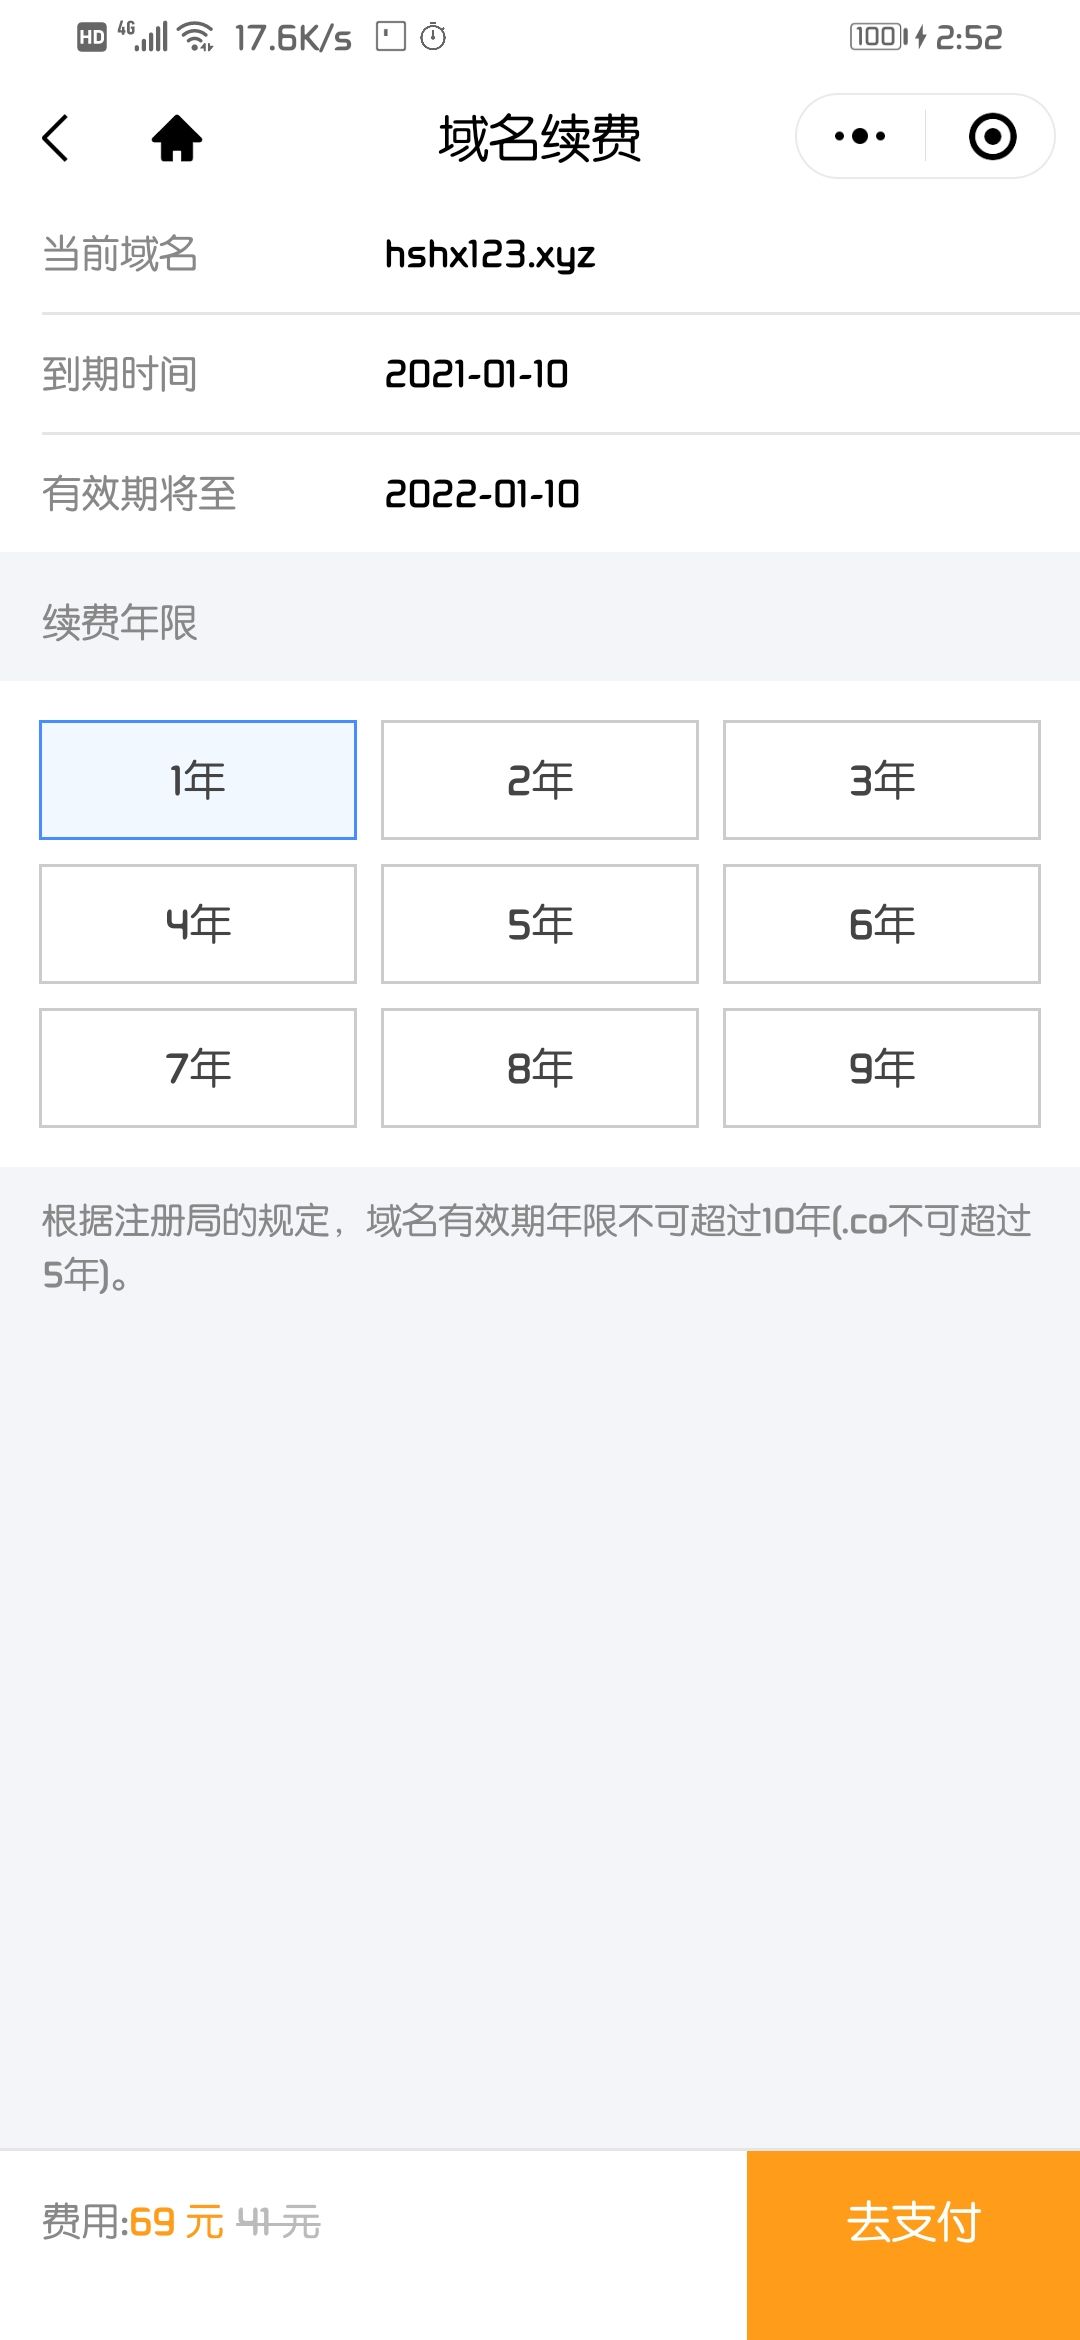 HD 4G 17.6K/s 100 2:52
域名续费
当前域名 hshx123.xyz
到期时间 2021-01-10
有效期将至 2022-01-10
续费年限
1年 2年 3年
4年 5年 6年
7年 8年 9年
根据注册局的规定，域名有效期年限不可超过10年(.co不可超过
5年)。
费用:69 元 41 元 去支付